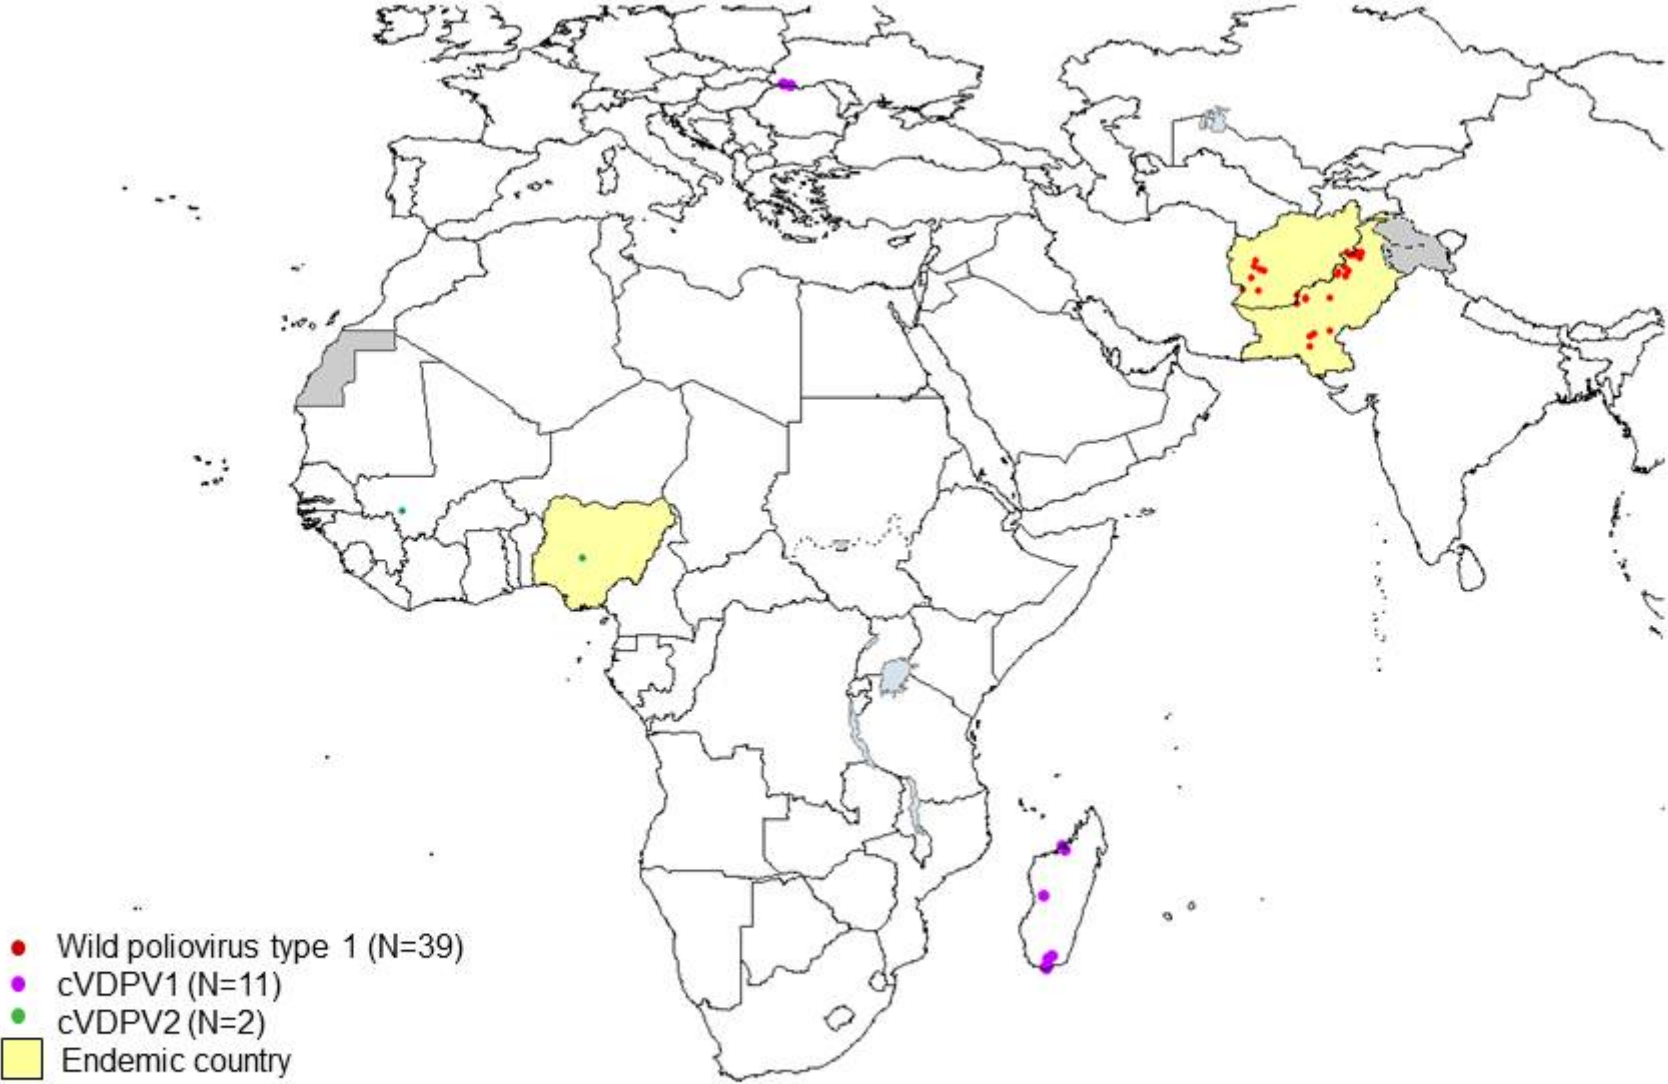 Wild poliovirus type 1 (N=39)
cVDPV1 (N=11)
cVDPV2 (N=2)
Endemic country